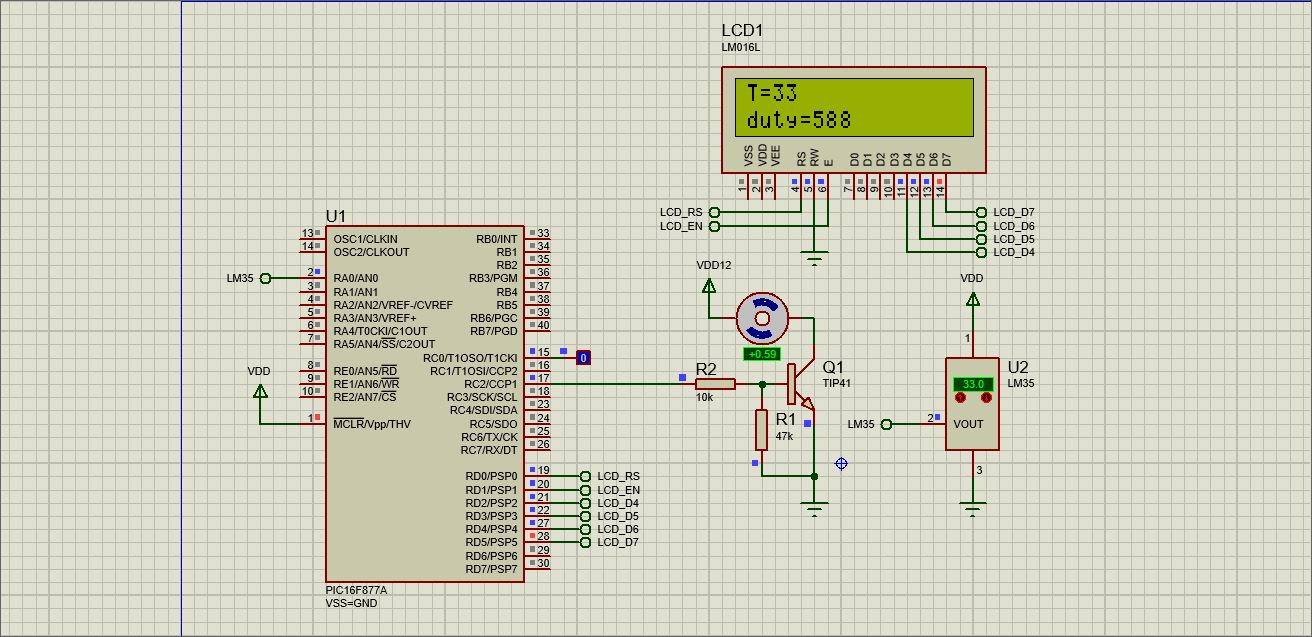 LCD1
LM016L
T=33
duty=588
VSS
VDD
VEE
RS
RW
E
D0
D1
D2
D3
D4
D5
D6
D7
1
2
3
4
5
6
7
8
9
10
11
12
13
14
LCD_RS
LCD_EN
LCD_D7
LCD_D6
LCD_D5
LCD_D4
U1
13 OSC1/CLKIN RB0/INT 33
14 OSC2/CLKOUT RB1 34
RB2 35
LM35 2 RA0/AN0 RB3/PGM 36
3 RA1/AN1 RB4 37
4 RA2/AN2/VREF-/CVREF RB5 38
5 RA3/AN3/VREF+ RB6/PGC 39
6 RA4/T0CKI/C1OUT RB7/PGD 40
7 RA5/AN4/SS/C2OUT
RC0/T1OSO/T1CKI 15 0
8 RE0/AN5/RD RC1/T1OSI/CCP2 16
9 RE1/AN6/WR RC2/CCP1 17
10 RE2/AN7/CS RC3/SCK/SCL 18
RC4/SDI/SDA 23
VDD
1 MCLR/Vpp/THV RC5/SDO 24
RC6/TX/CK 25
RC7/RX/DT 26
RD0/PSP0 19 LCD_RS
RD1/PSP1 20 LCD_EN
RD2/PSP2 21 LCD_D4
RD3/PSP3 22 LCD_D5
RD4/PSP4 27 LCD_D6
RD5/PSP5 28 LCD_D7
RD6/PSP6 29
RD7/PSP7 30
PIC16F877A
VSS=GND
VDD12
+0.59
R2
10k
R1
47k
Q1
TIP41
VDD
1
U2
LM35
33.0
1
1
LM35 2 VOUT
3